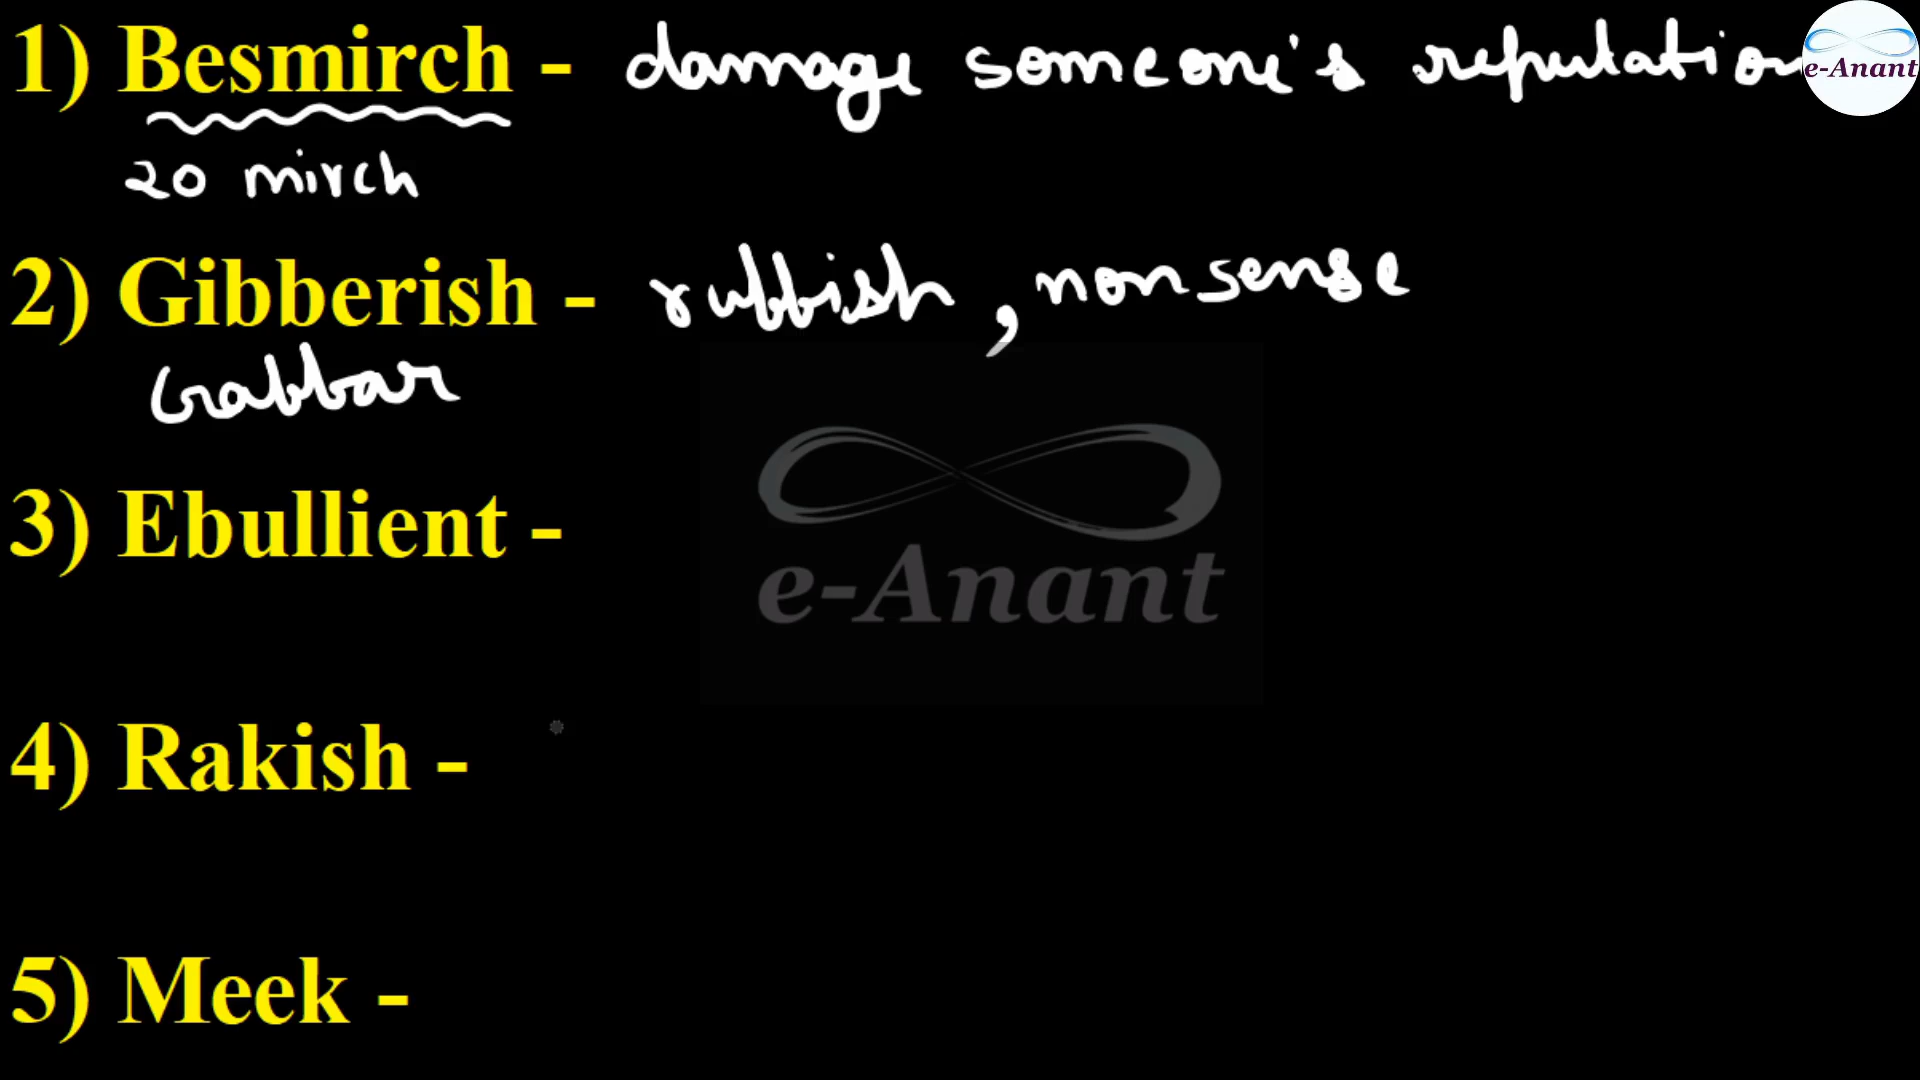 1) Besmirch - damage someone's reputation
e-Anant
20 mirch
2) Gibberish - rubbish, nonsense
Gabbar
3) Ebullient -
e-Anant
4) Rakish -
5) Meek -